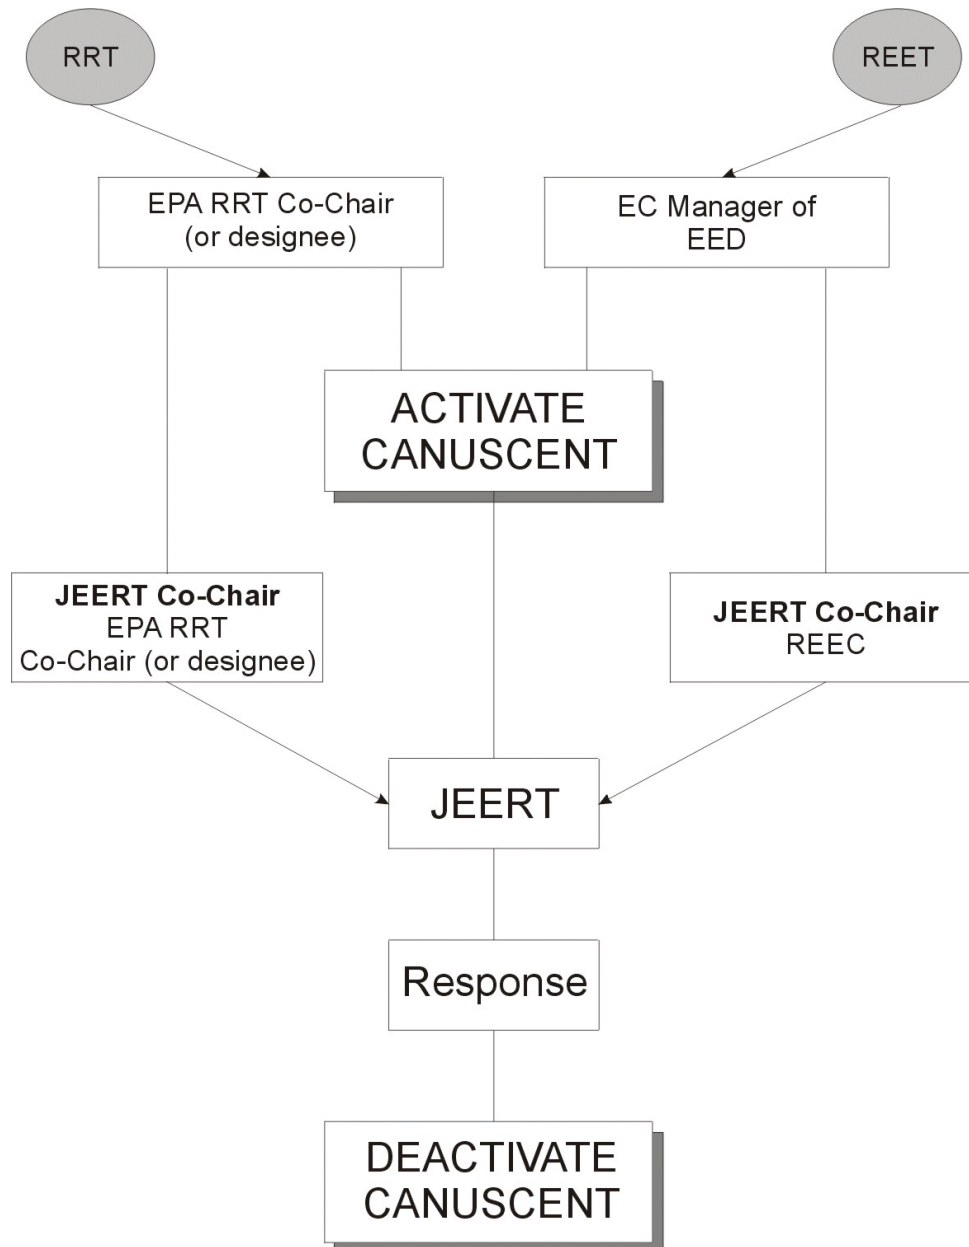 RRT
REET
EPA RRT Co-Chair
(or designee)
EC Manager of
EED
ACTIVATE
CANUSCENT
JEERT Co-Chair
EPA RRT
Co-Chair (or designee)
JEERT Co-Chair
REEC
JEERT
Response
DEACTIVATE
CANUSCENT